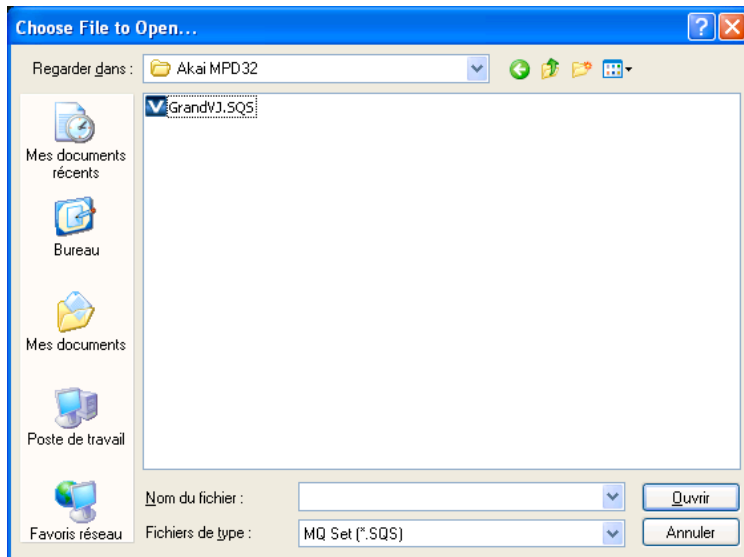 Choose File to Open...
Regarder dans :
Akai MPD32
GrandVJ.SQS
Mes documents
récents
Bureau
Mes documents
Poste de travail
Favoris réseau
Nom du fichier :
Ouvrir
Fichiers de type :
MQ Set (*.SQS)
Annuler